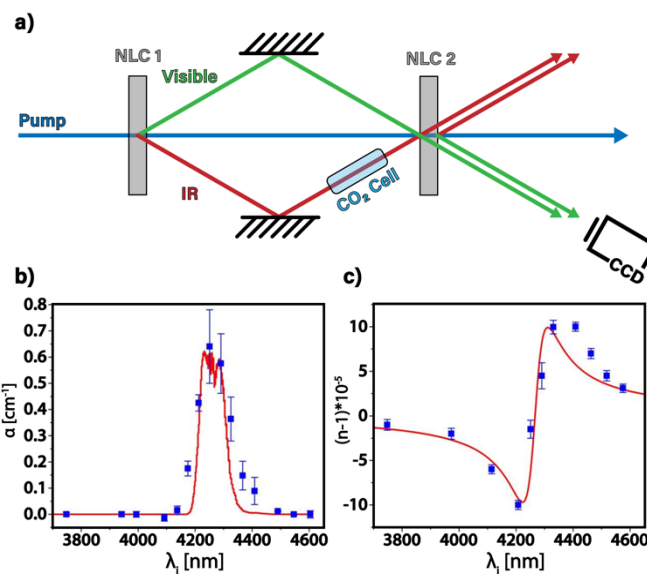 a)
NLC 1
NLC 2
Visible
Pump
IR
CO₂ Cell
CCD
b)
c)
0.8
0.7
0.6
0.5
0.4
0.3
0.2
0.1
0.0
α [cm⁻¹]
3800 4000 4200 4400 4600
λᵢ [nm]
10
5
0
-5
-10
(n-1)*10⁻⁵
3800 4000 4200 4400 4600
λᵢ [nm]